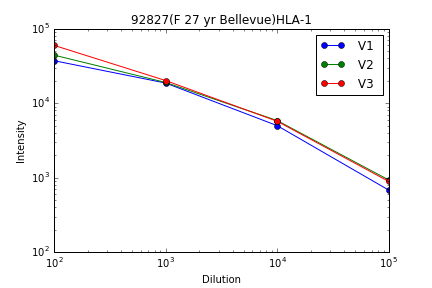 92827(F 27 yr Bellevue)HLA-1
10^5
10^4
10^3
10^2
Intensity
V1
V2
V3
10^2 10^3 10^4 10^5
Dilution